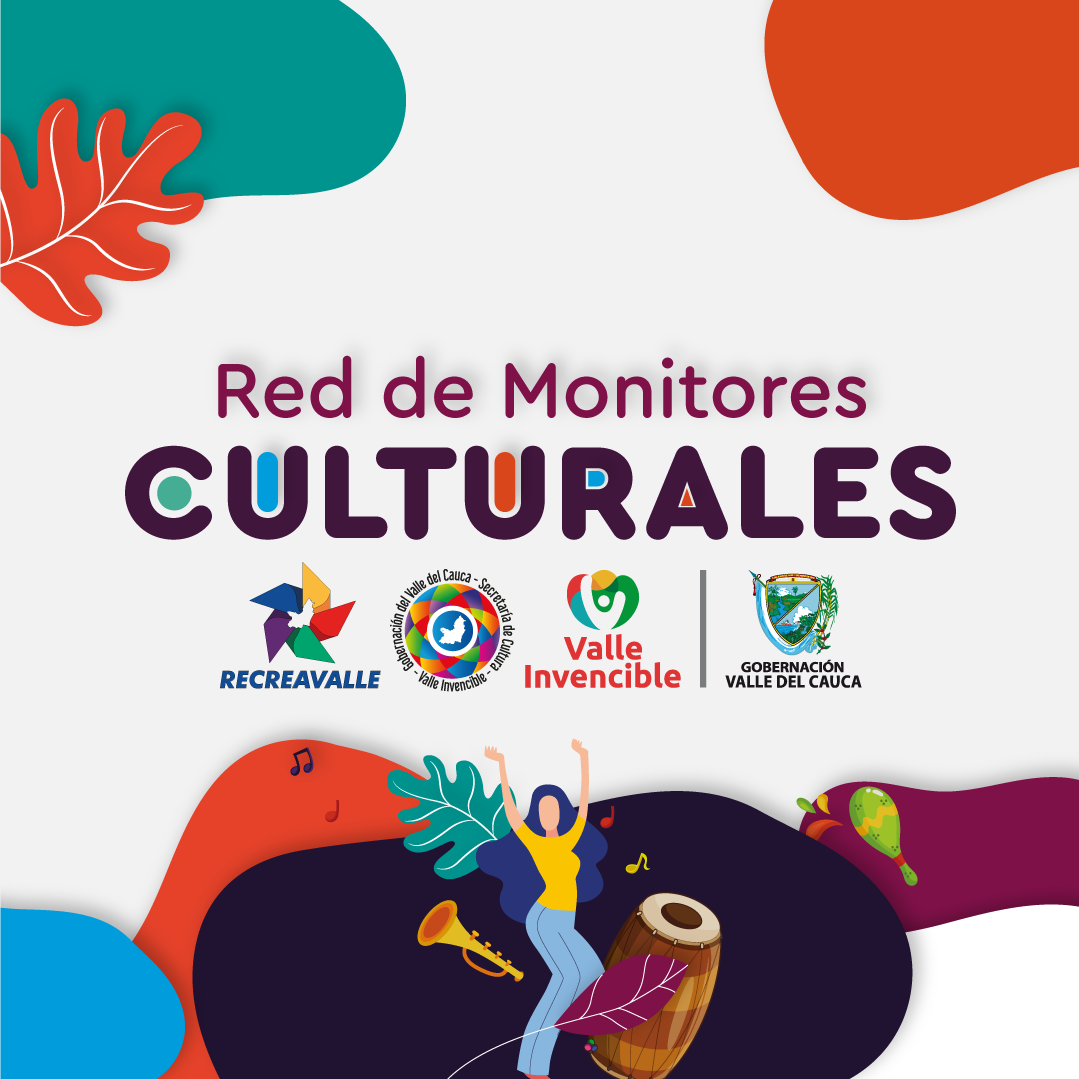 Red de Monitores
CULTURALES
RECREAVALLE
Gobernación del Valle del Cauca - Secretaría de Cultura - Valle Invencible -
Valle
Invencible
GOBERNACIÓN
VALLE DEL CAUCA